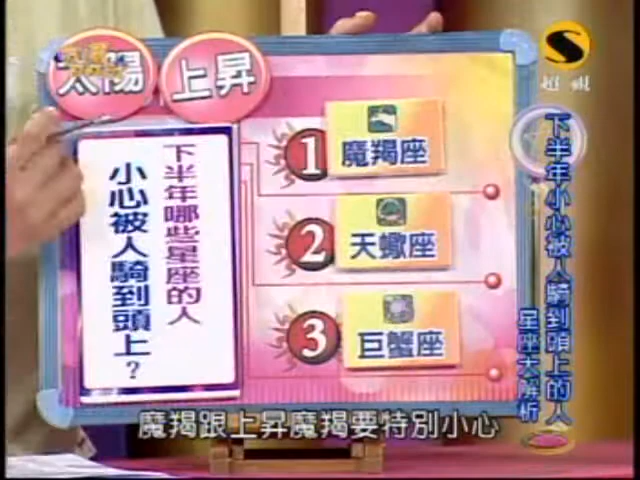 太陽
上昇
下半年哪些星座的人
小心被人騎到頭上？
1
魔羯座
2
天蠍座
3
巨蟹座
超視
下半年小心被人騎到頭上的人
星座大解析
魔羯跟上昇魔羯要特別小心